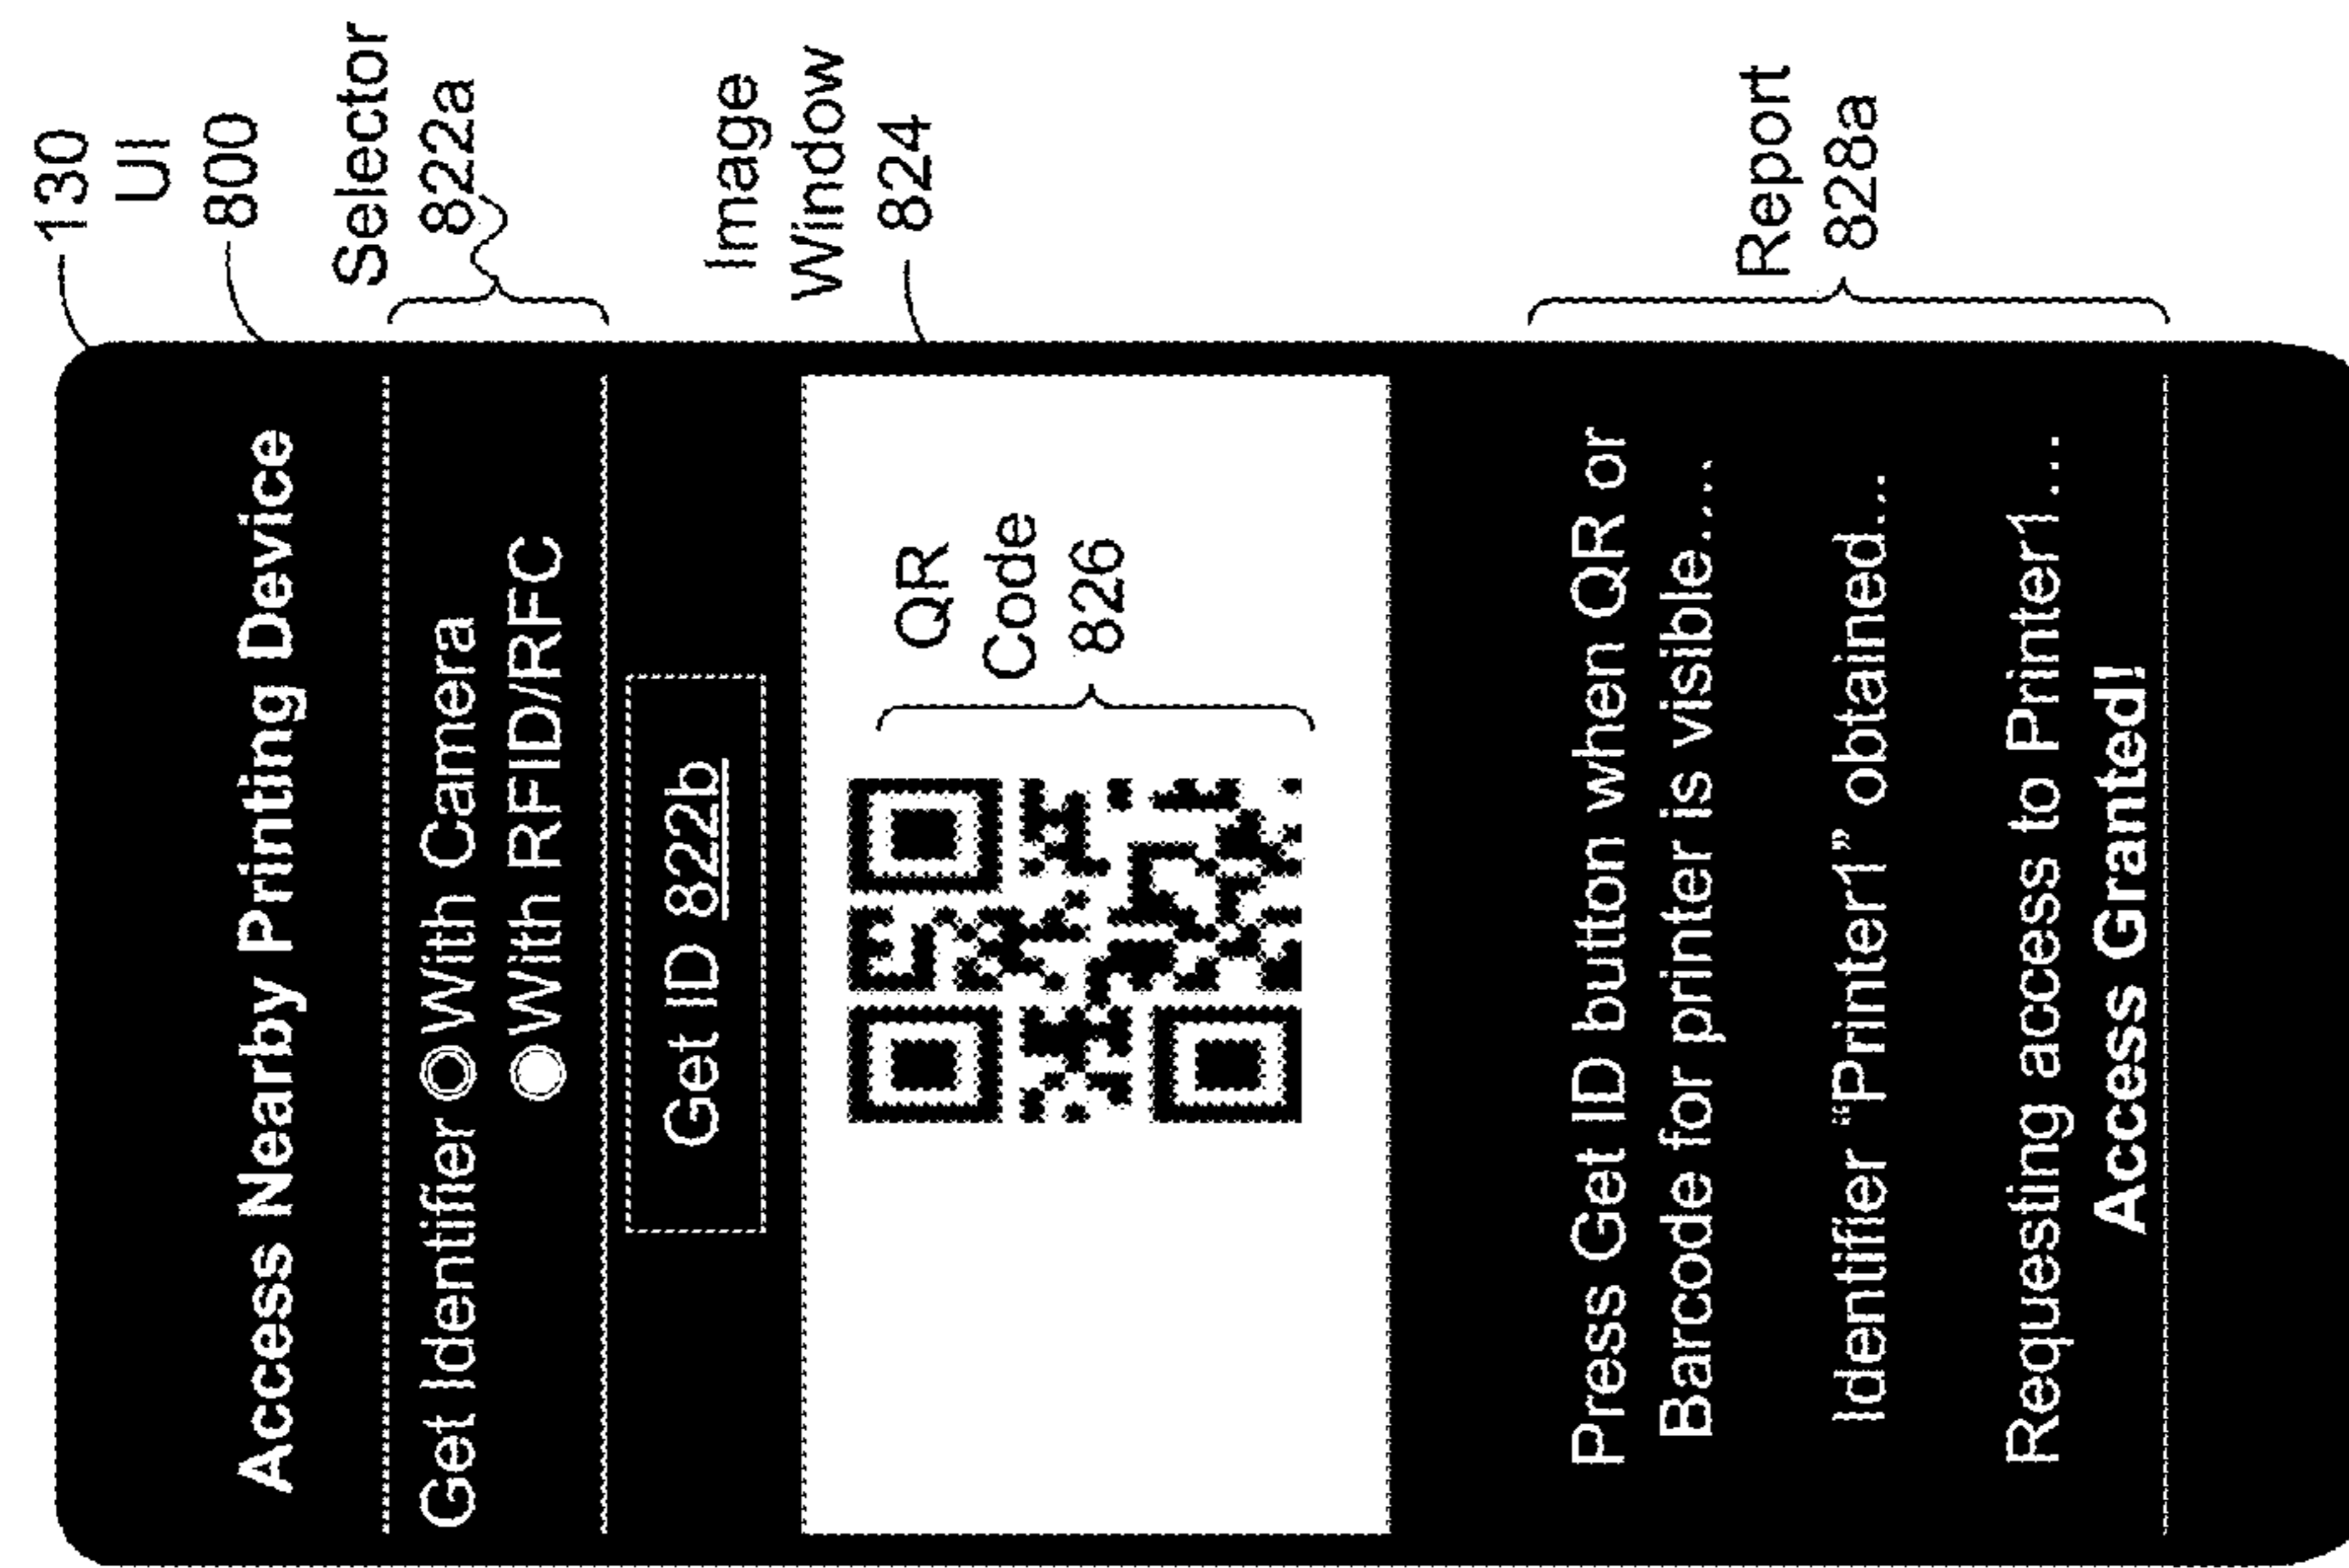 130
UI
800
Access Nearby Printing Device
Selector
822a
Get Identifier With Camera
With RFID/RFC
Get ID 822b
Image
Window
824
QR
Code
826
Press Get ID button when QR or
Barcode for printer is visible....
Identifier “Printer1” obtained...
Requesting access to Printer1...
Access Granted!
Report
828a